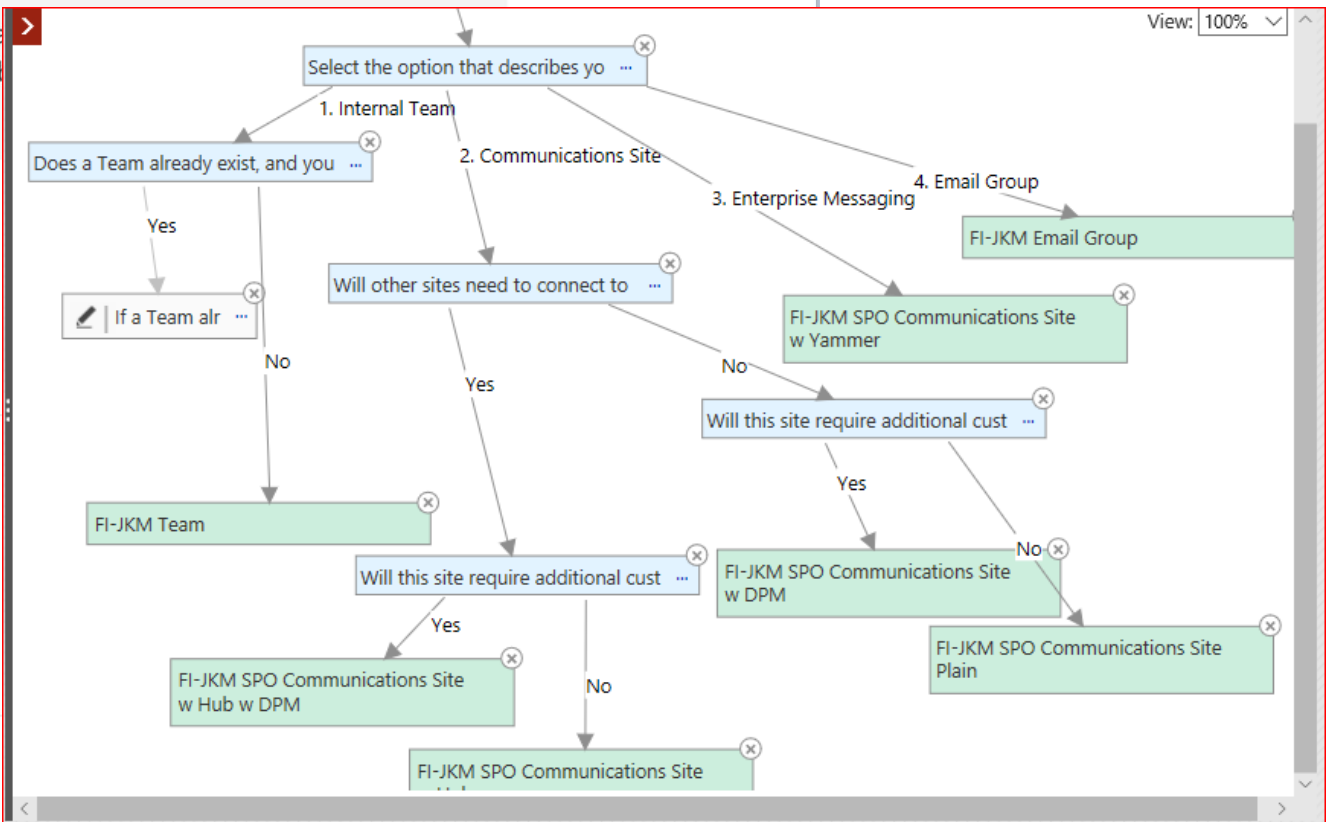 View: 100%
Select the option that describes yo ...
1. Internal Team
Does a Team already exist, and you ...
2. Communications Site
3. Enterprise Messaging
4. Email Group
Yes
FI-JKM Email Group
Will other sites need to connect to ...
If a Team alr ...
FI-JKM SPO Communications Site
w Yammer
No
Yes
No
Will this site require additional cust ...
Yes
FI-JKM Team
No
Will this site require additional cust ...
FI-JKM SPO Communications Site
w DPM
Yes
FI-JKM SPO Communications Site
Plain
FI-JKM SPO Communications Site
w Hub w DPM
No
FI-JKM SPO Communications Site